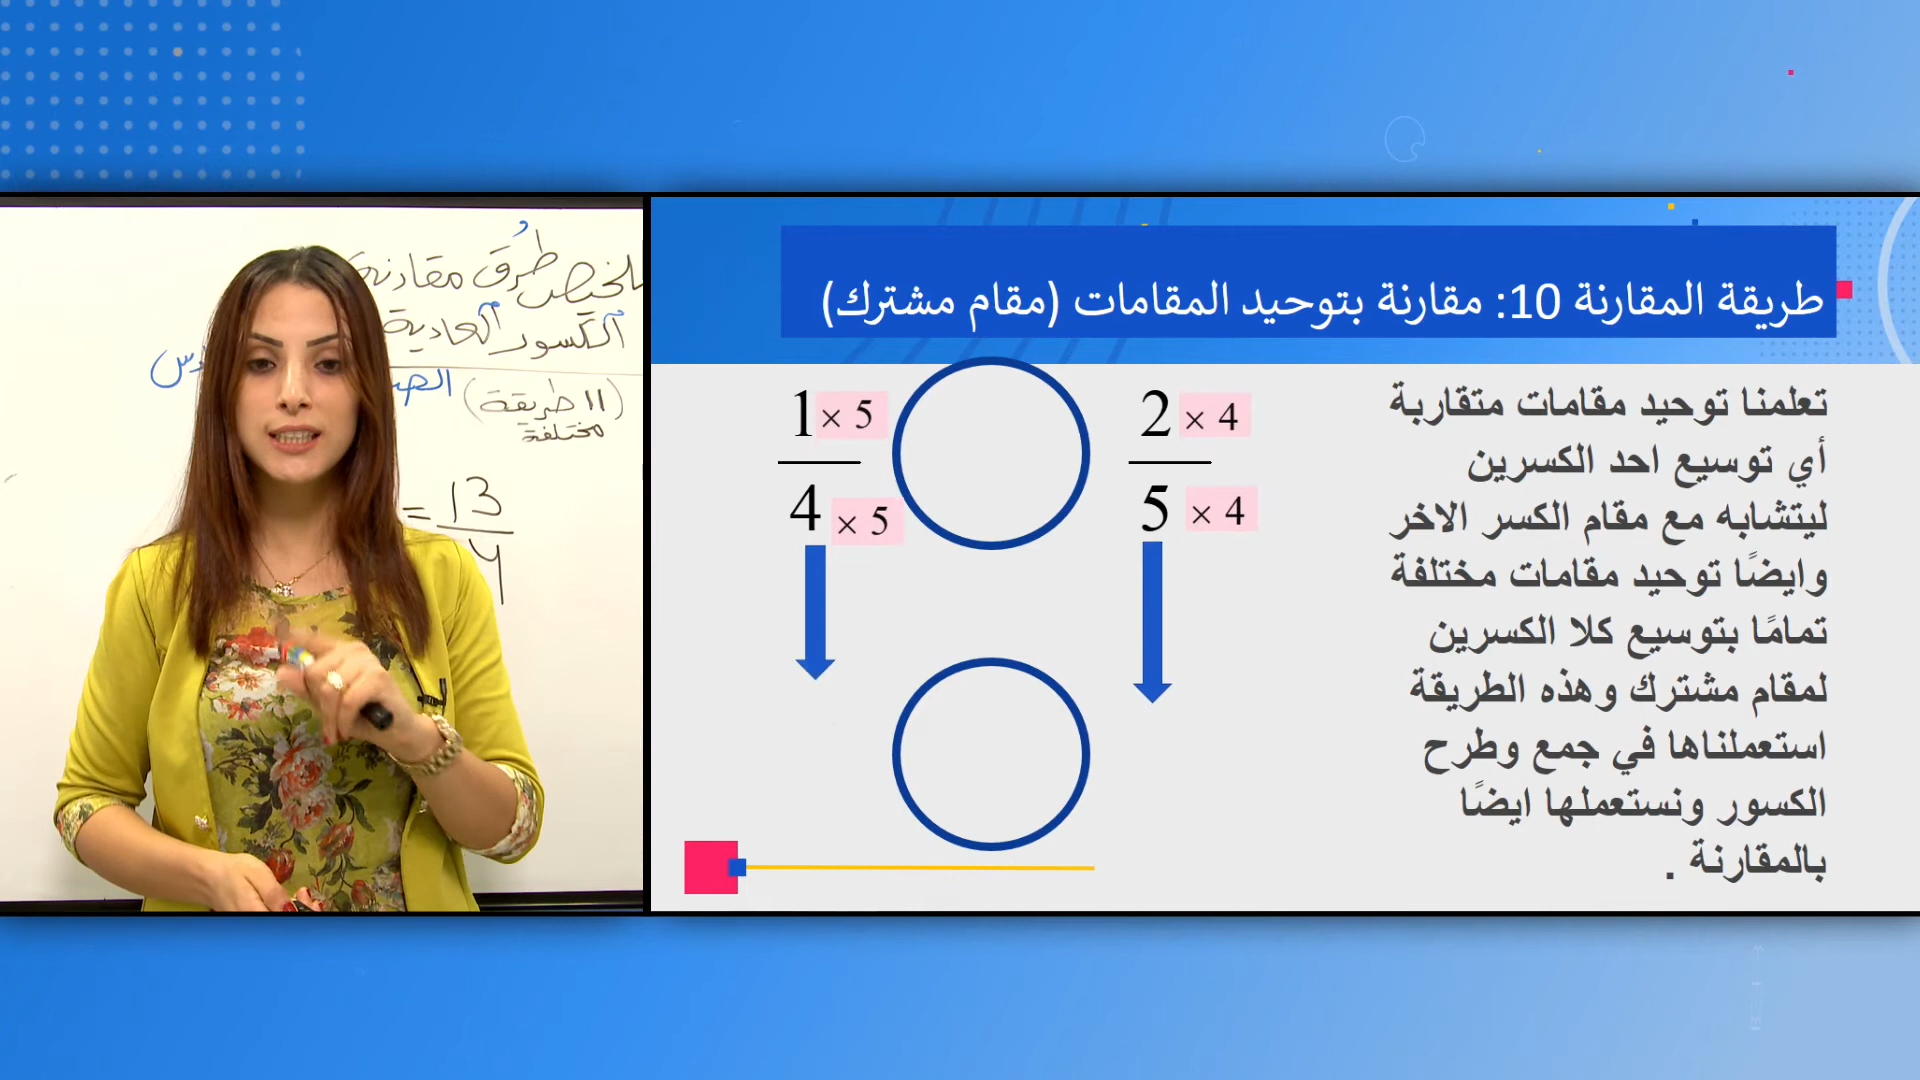 ملخص طرق مقارنة
الكسور العادية
(11 طريقة)
مختلفة
= 13
4
طريقة المقارنة 10: مقارنة بتوحيد المقامات (مقام مشترك)
1 × 5
4 × 5
2 × 4
5 × 4
تعلمنا توحيد مقامات متقاربة
أي توسيع احد الكسرين
ليتشابه مع مقام الكسر الاخر
وايضًا توحيد مقامات مختلفة
تمامًا بتوسيع كلا الكسرين
لمقام مشترك وهذه الطريقة
استعملناها في جمع وطرح
الكسور ونستعملها ايضًا
بالمقارنة .